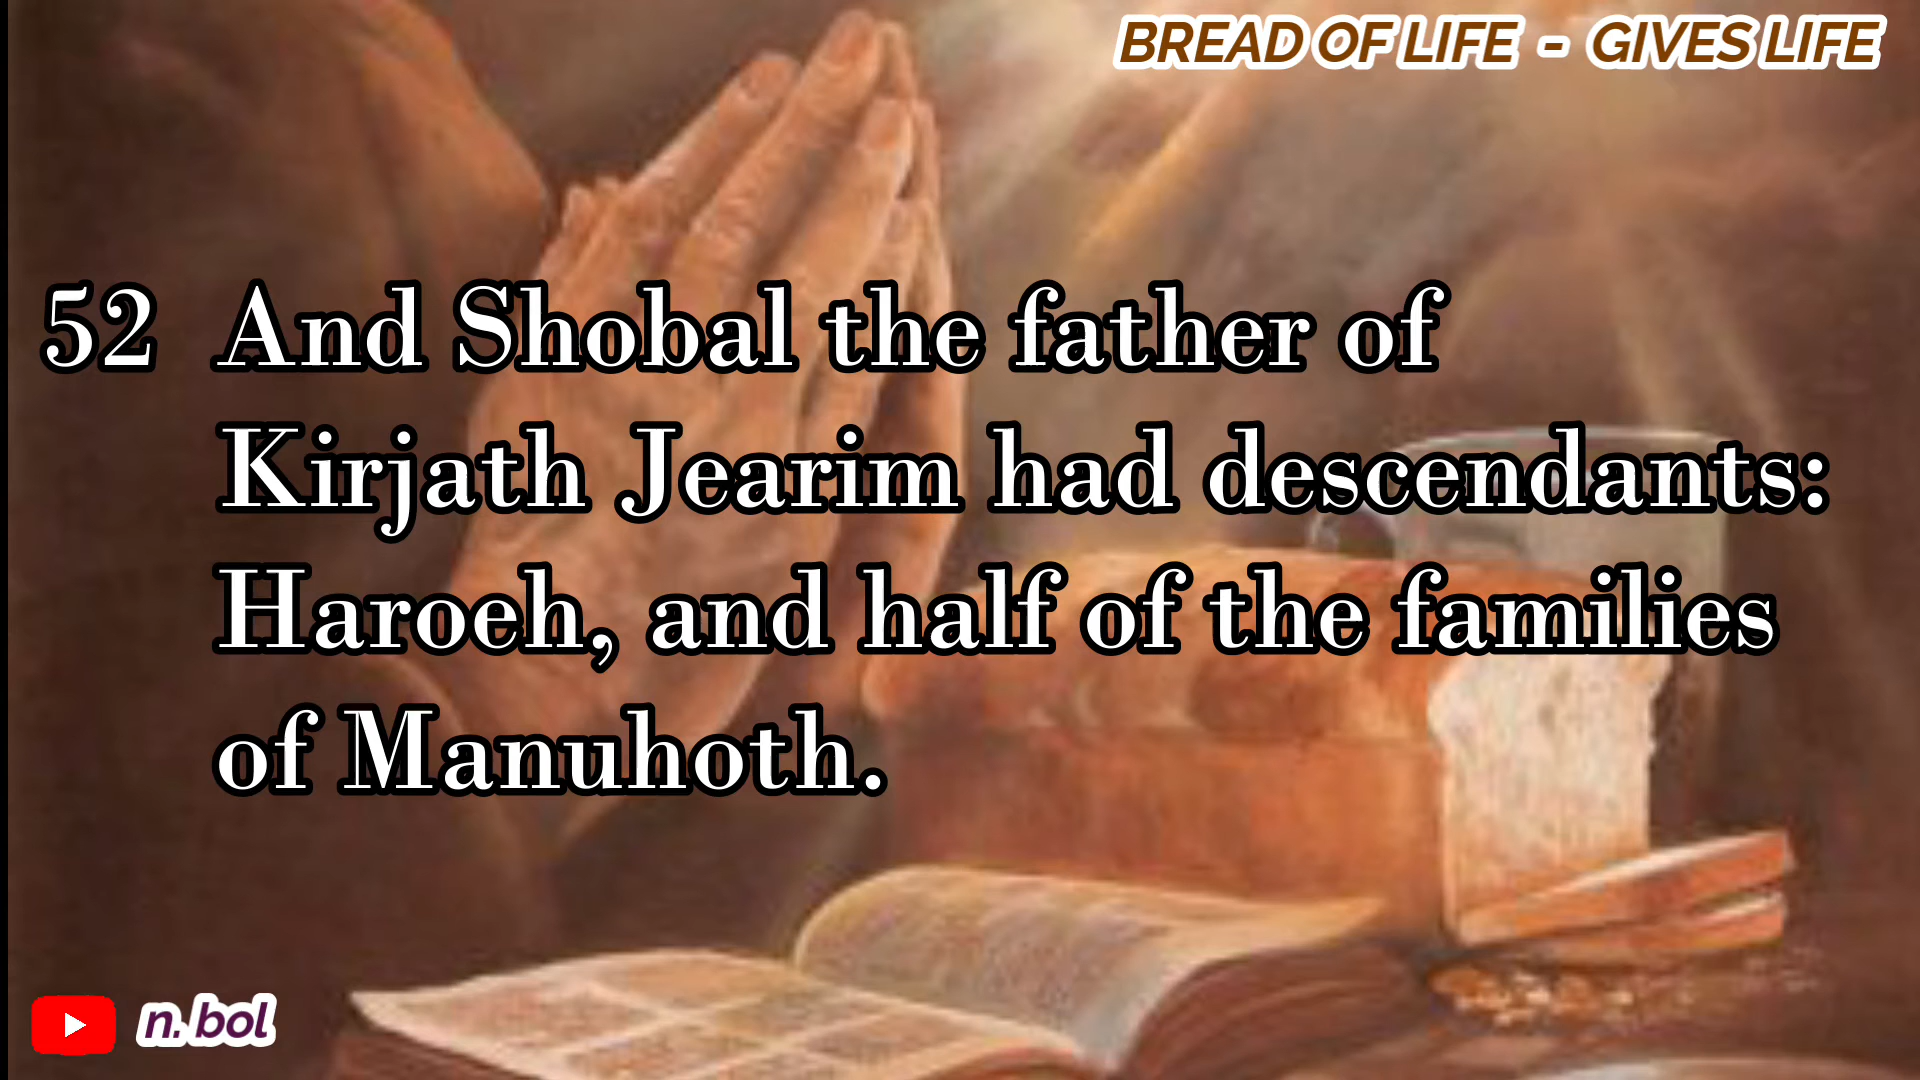 BREAD OF LIFE - GIVES LIFE
52 And Shobal the father of
Kirjath Jearim had descendants:
Haroeh, and half of the families
of Manuhoth.
n. bol